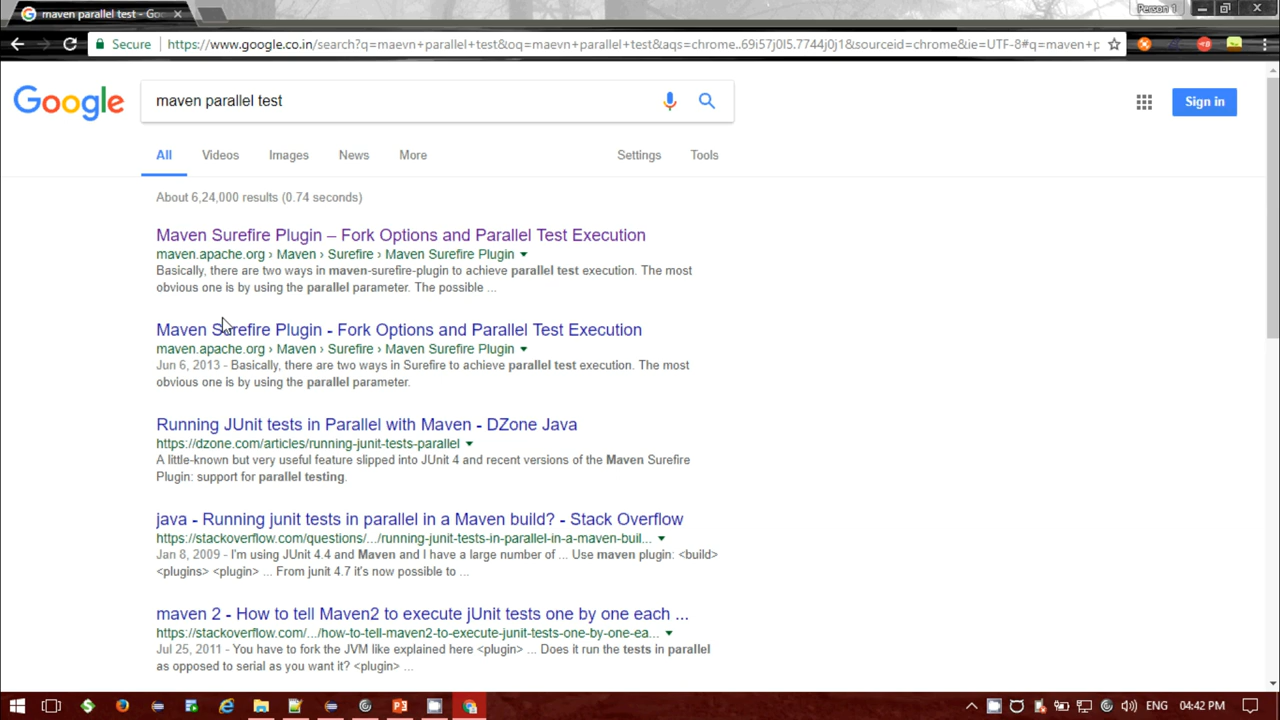 maven parallel test - Goo
Person 1
Secure
https://www.google.co.in/search?q=maevn+parallel+test&oq=maevn+parallel+test&aqs=chrome..69i57j0l5.7744j0j1&sourceid=chrome&ie=UTF-8#q=maven+p
Google
maven parallel test
Sign in
All Videos Images News More Settings Tools
About 6,24,000 results (0.74 seconds)
Maven Surefire Plugin – Fork Options and Parallel Test Execution
maven.apache.org › Maven › Surefire › Maven Surefire Plugin
Basically, there are two ways in maven-surefire-plugin to achieve parallel test execution. The most
obvious one is by using the parallel parameter. The possible ...
Maven Surefire Plugin - Fork Options and Parallel Test Execution
maven.apache.org › Maven › Surefire › Maven Surefire Plugin
Jun 6, 2013 - Basically, there are two ways in Surefire to achieve parallel test execution. The most
obvious one is by using the parallel parameter.
Running JUnit tests in Parallel with Maven - DZone Java
https://dzone.com/articles/running-junit-tests-parallel
A little-known but very useful feature slipped into JUnit 4 and recent versions of the Maven Surefire
Plugin: support for parallel testing.
java - Running junit tests in parallel in a Maven build? - Stack Overflow
https://stackoverflow.com/questions/.../running-junit-tests-in-parallel-in-a-maven-buil...
Jan 8, 2009 - I'm using JUnit 4.4 and Maven and I have a large number of ... Use maven plugin: <build>
<plugins> <plugin> ... From junit 4.7 it's now possible to ...
maven 2 - How to tell Maven2 to execute jUnit tests one by one each ...
https://stackoverflow.com/.../how-to-tell-maven2-to-execute-junit-tests-one-by-one-ea...
Jul 25, 2011 - You have to fork the JVM like explained here <plugin> ... Does it run the tests in parallel
as opposed to serial as you want it? <plugin> ...
ENG 04:42 PM